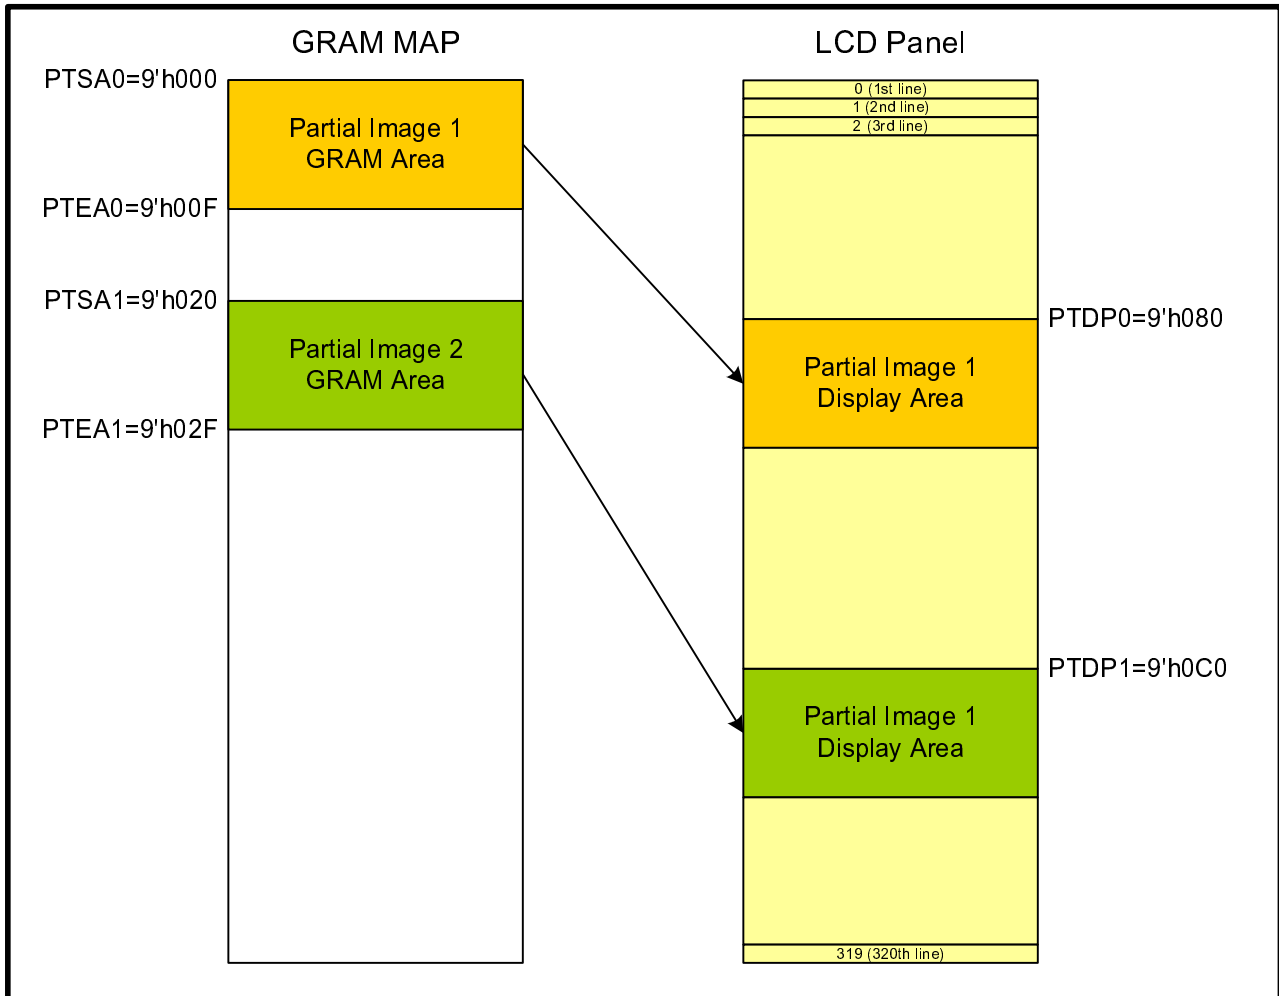 GRAM MAP
PTSA0=9'h000
Partial Image 1
GRAM Area
PTEA0=9'h00F
PTSA1=9'h020
Partial Image 2
GRAM Area
PTEA1=9'h02F
LCD Panel
0 (1st line)
1 (2nd line)
2 (3rd line)
PTDP0=9'h080
Partial Image 1
Display Area
PTDP1=9'h0C0
Partial Image 1
Display Area
319 (320th line)